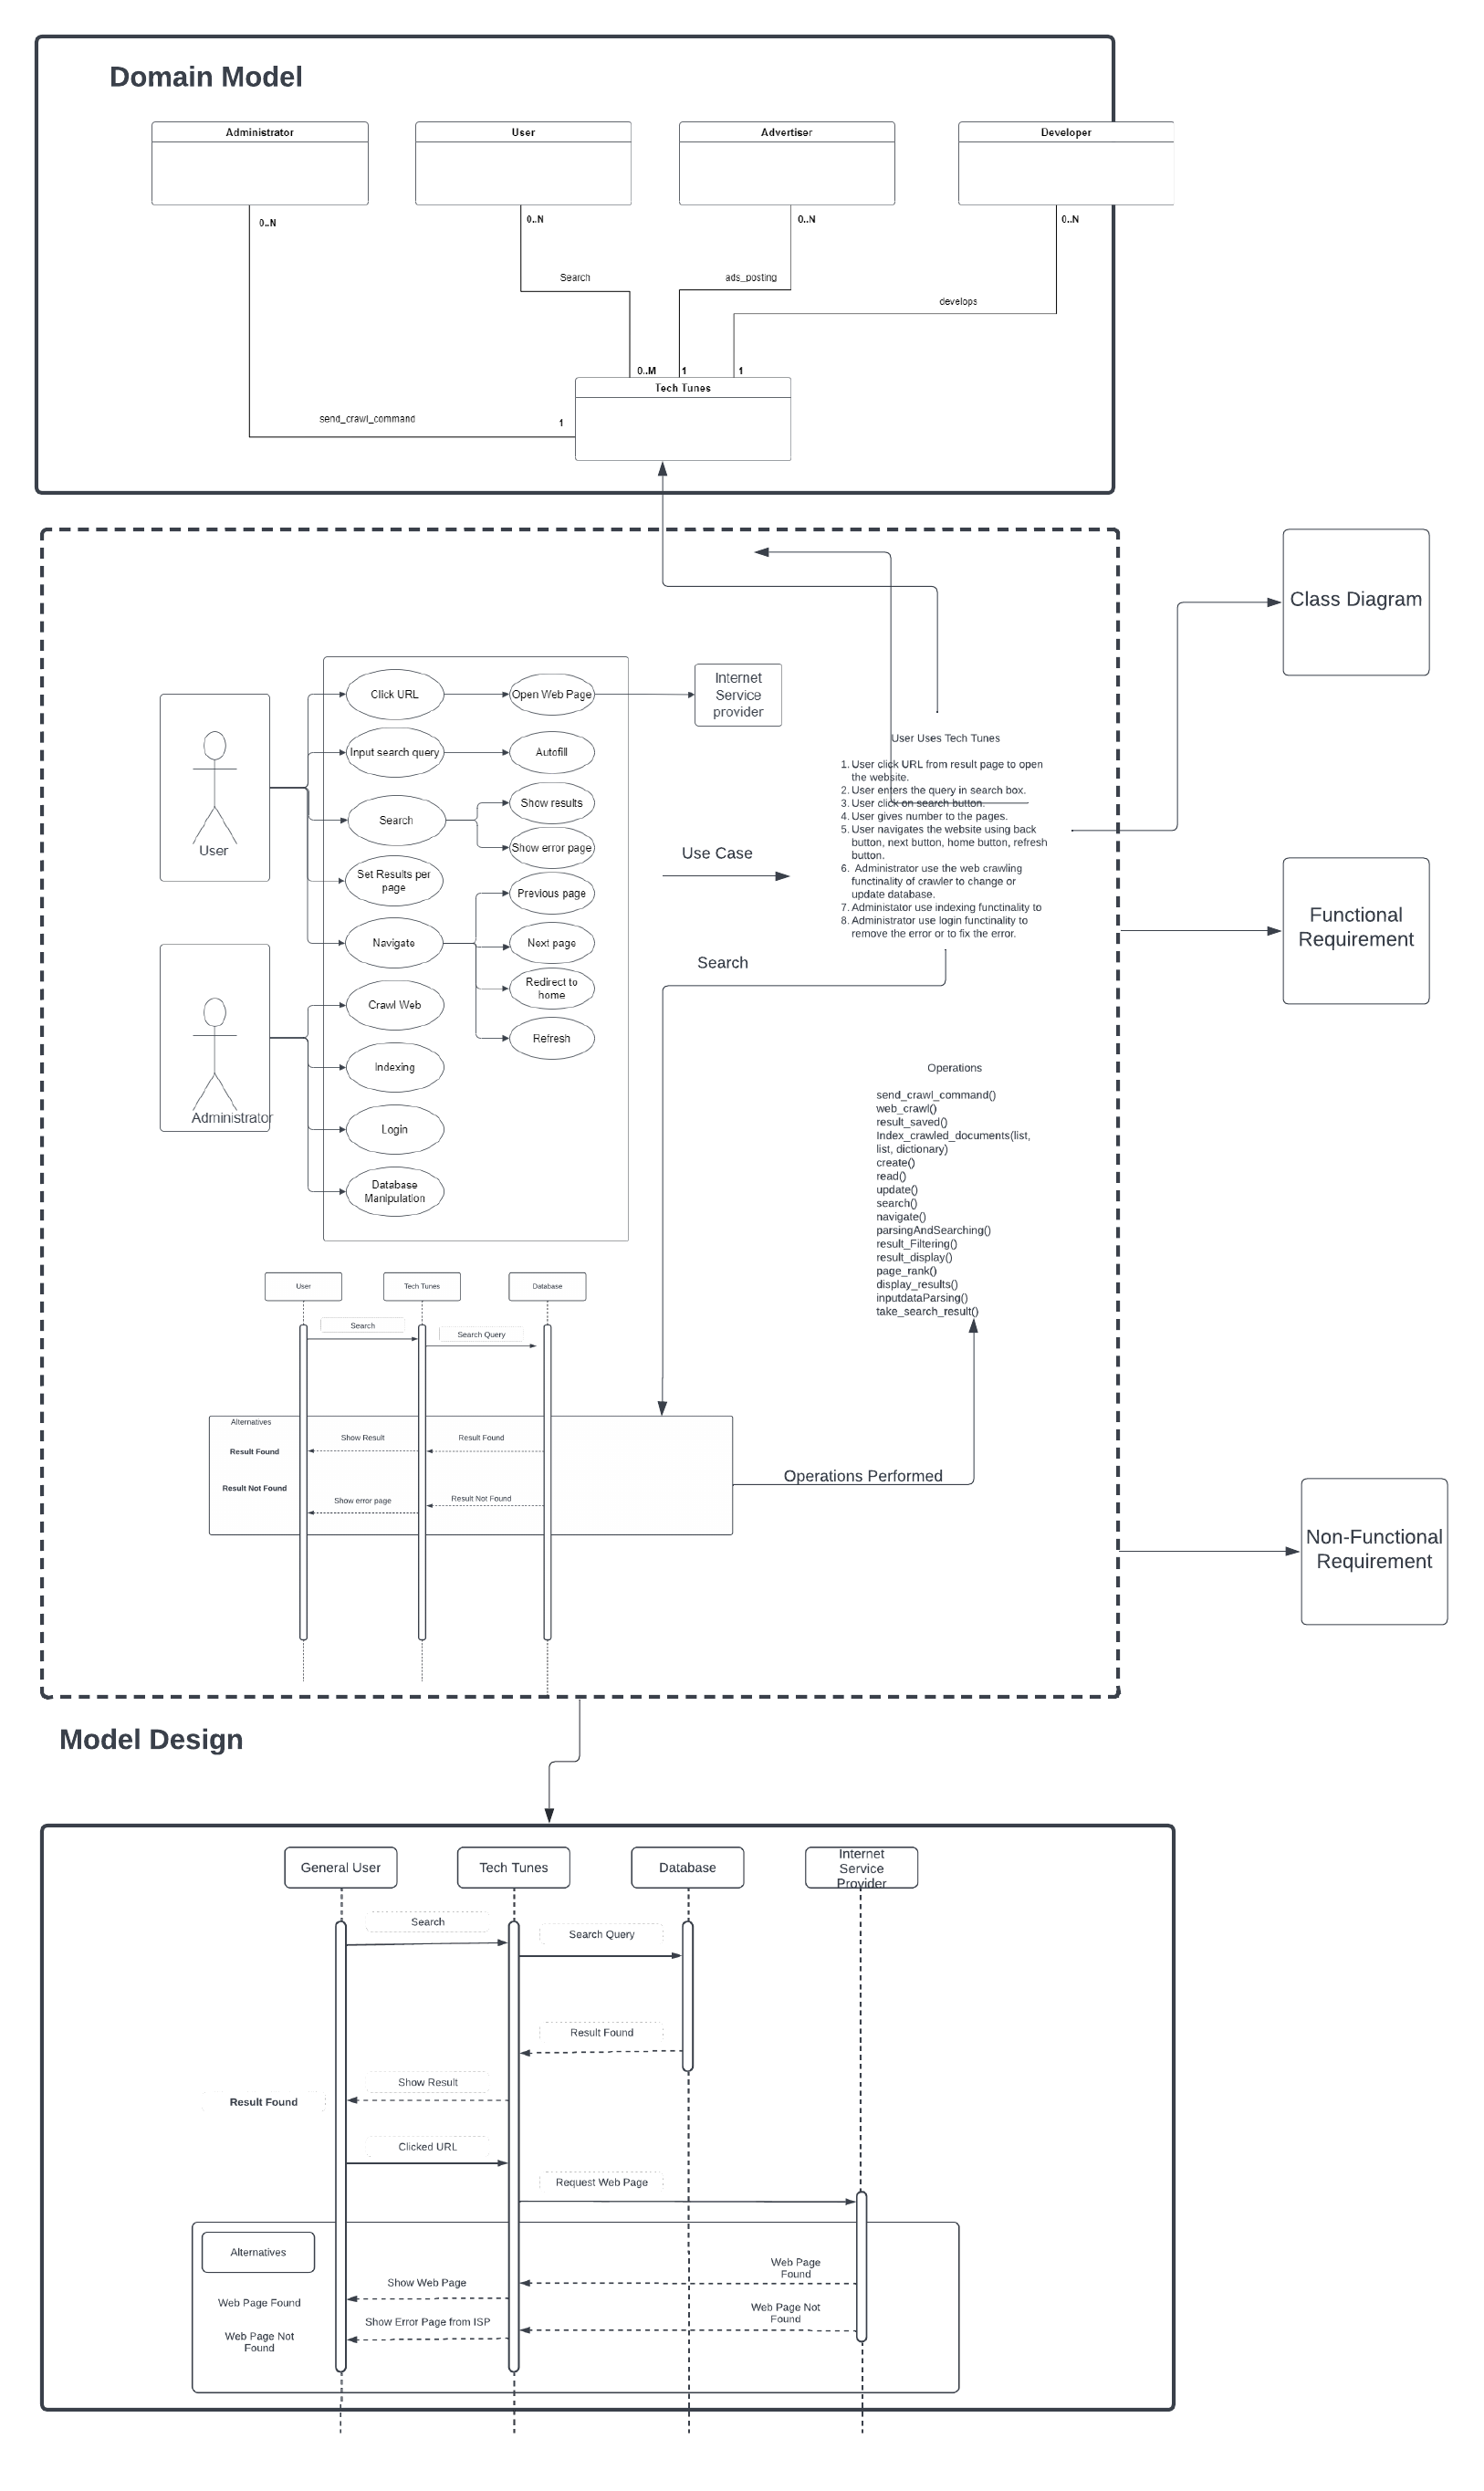 Domain Model
Administrator
User
Advertiser
Developer
0..N
0..N
0..N
0..N
Search
ads_posting
develops
0..M
1
1
Tech Tunes
send_crawl_command
1
Class Diagram
Click URL
Open Web Page
Internet
Service
provider
Input search query
Autofill
Search
Show results
Show error page
User
Set Results per
page
Previous page
Navigate
Next page
Redirect to
home
Crawl Web
Refresh
Indexing
Administrator
Login
Database
Manipulation
Use Case
User Uses Tech Tunes
1. User click URL from result page to open
the website.
2. User enters the query in search box.
3. User click on search button.
4. User gives number to the pages.
5. User navigates the website using back
button, next button, home button, refresh
button.
6. Administrator use the web crawling
functinality of crawler to change or
update database.
7. Administator use indexing functinality to
8. Administrator use login functinality to
remove the error or to fix the error.
Functional
Requirement
Search
Operations
send_crawl_command()
web_crawl()
result_saved()
Index_crawled_documents(list,
list, dictionary)
create()
read()
update()
search()
navigate()
parsingAndSearching()
result_Filtering()
result_display()
page_rank()
display_results()
inputdataParsing()
take_search_result()
User
Tech Tunes
Database
Search
Search Query
Alternatives
Result Found
Show Result
Result Found
Result Not Found
Show error page
Result Not Found
Operations Performed
Non-Functional
Requirement
Model Design
General User
Tech Tunes
Database
Internet
Service
Provider
Search
Search Query
Result Found
Show Result
Result Found
Clicked URL
Request Web Page
Alternatives
Web Page
Found
Show Web Page
Web Page Found
Web Page Not
Found
Show Error Page from ISP
Web Page Not
Found